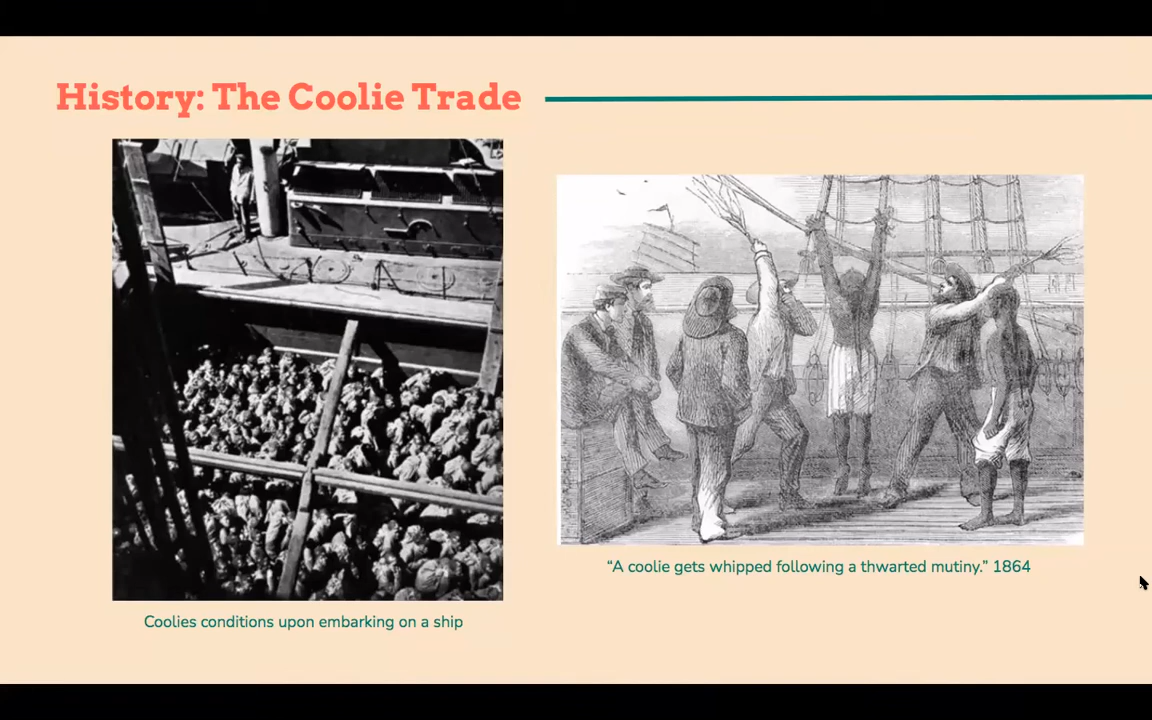 History: The Coolie Trade
“A coolie gets whipped following a thwarted mutiny.” 1864
Coolies conditions upon embarking on a ship